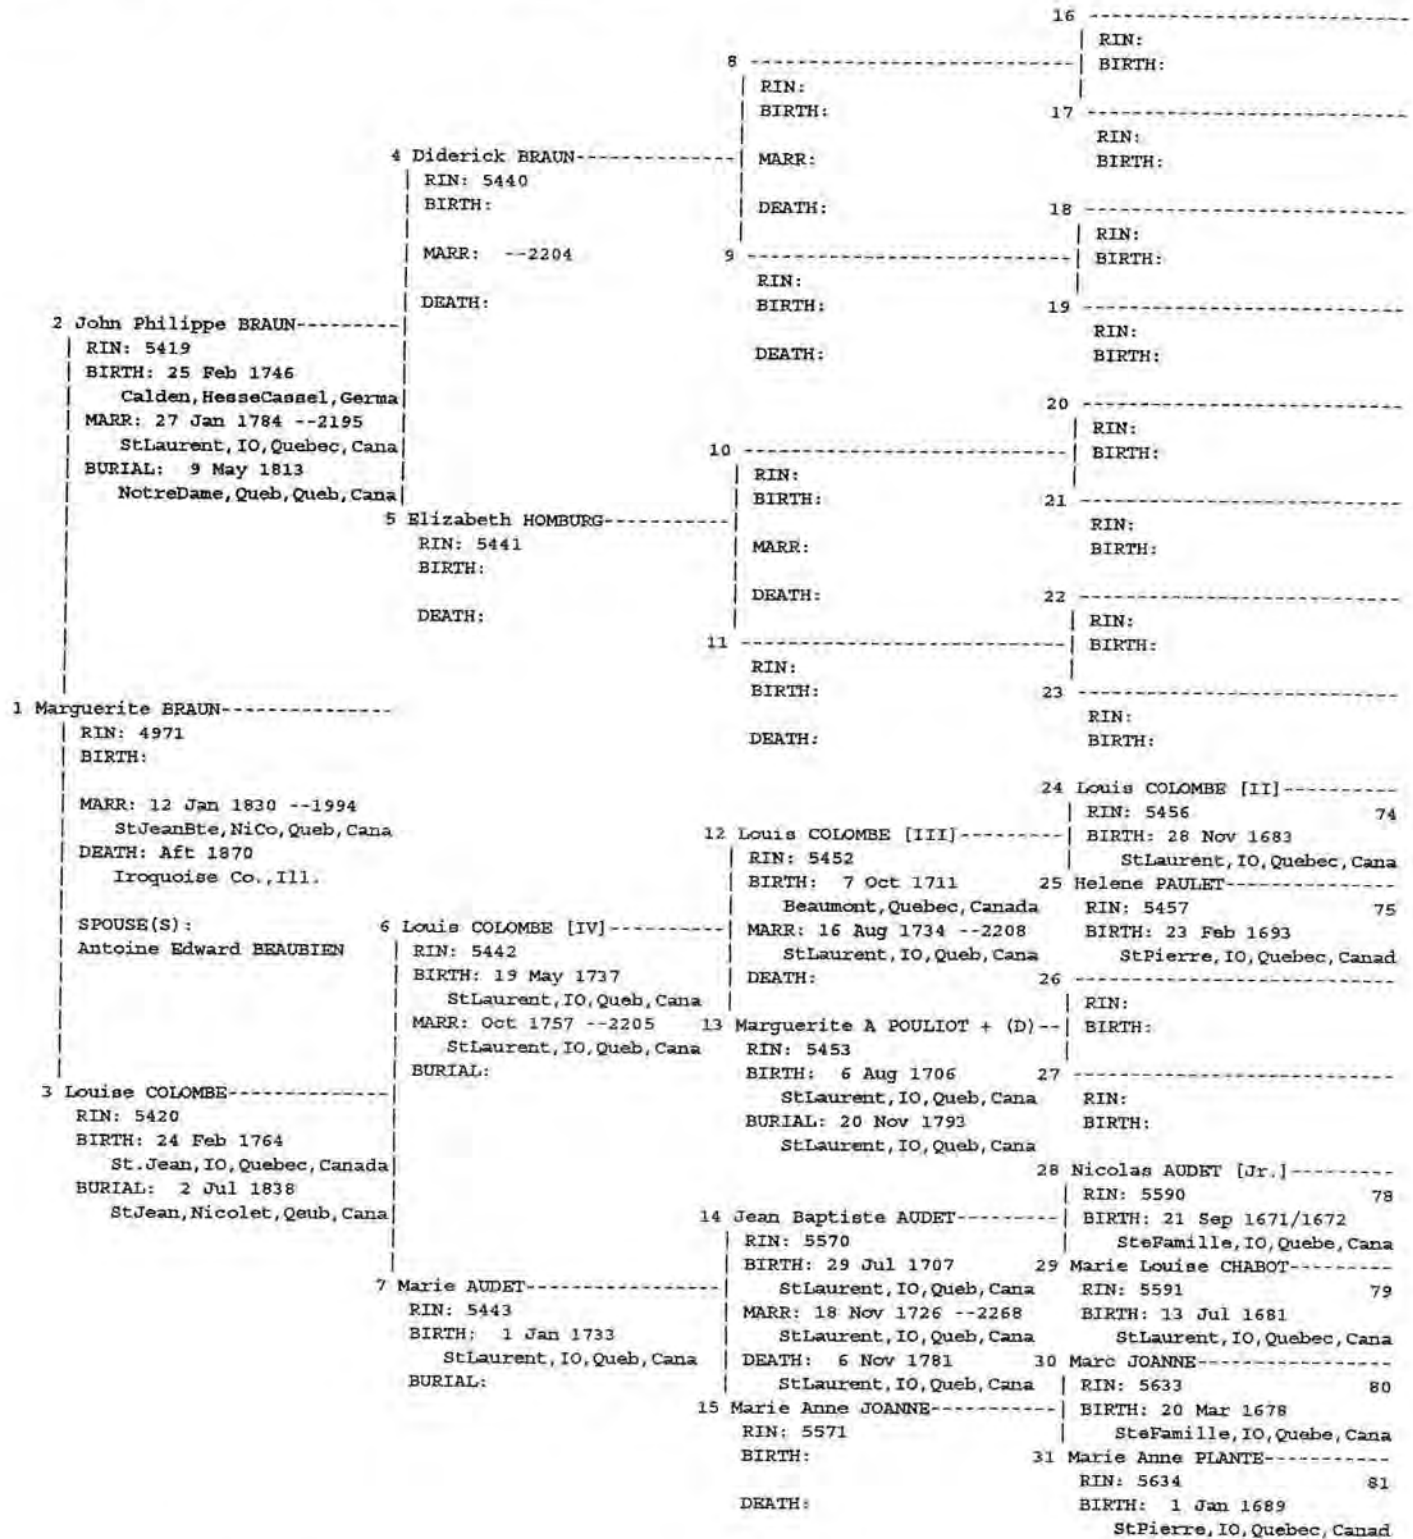 16 ----------------------------
RIN:
BIRTH:
8 ----------------------------
RIN:
BIRTH:
MARR:
DEATH:
17 ----------------------------
RIN:
BIRTH:
4 Diderick BRAUN--------------
RIN: 5440
BIRTH:
MARR: --2204
DEATH:
18 ----------------------------
RIN:
BIRTH:
9 ----------------------------
RIN:
BIRTH:
DEATH:
19 ----------------------------
RIN:
BIRTH:
2 John Philippe BRAUN---------
RIN: 5419
BIRTH: 25 Feb 1746
Calden,HesseCassel,Germa
MARR: 27 Jan 1784 --2195
StLaurent,IO,Quebec,Cana
BURIAL: 9 May 1813
NotreDame,Queb,Queb,Cana
20 ----------------------------
RIN:
BIRTH:
10 ----------------------------
RIN:
BIRTH:
MARR:
DEATH:
21 ----------------------------
RIN:
BIRTH:
5 Elizabeth HOMBURG-----------
RIN: 5441
BIRTH:
DEATH:
22 ----------------------------
RIN:
BIRTH:
11 ----------------------------
RIN:
BIRTH:
DEATH:
23 ----------------------------
RIN:
BIRTH:
1 Marguerite BRAUN--------------
RIN: 4971
BIRTH:
MARR: 12 Jan 1830 --1994
StJeanBte,NiCo,Queb,Cana
DEATH: Aft 1870
Iroquoise Co.,Ill.
SPOUSE(S):
Antoine Edward BEAUBIEN
24 Louis COLOMBE [II]----------
RIN: 5456 74
BIRTH: 28 Nov 1683
StLaurent,IO,Quebec,Cana
12 Louis COLOMBE [III]---------
RIN: 5452
BIRTH: 7 Oct 1711
Beaumont,Quebec,Canada
MARR: 16 Aug 1734 --2208
StLaurent,IO,Queb,Cana
DEATH:
25 Helene PAULET---------------
RIN: 5457 75
BIRTH: 23 Feb 1693
StPierre,IO,Quebec,Canad
6 Louis COLOMBE [IV]----------
RIN: 5442
BIRTH: 19 May 1737
StLaurent,IO,Queb,Cana
MARR: Oct 1757 --2205
StLaurent,IO,Queb,Cana
BURIAL:
26 ----------------------------
RIN:
BIRTH:
13 Marguerite A POULIOT + (D)--
RIN: 5453
BIRTH: 6 Aug 1706
StLaurent,IO,Queb,Cana
BURIAL: 20 Nov 1793
StLaurent,IO,Queb,Cana
27 ----------------------------
RIN:
BIRTH:
3 Louise COLOMBE--------------
RIN: 5420
BIRTH: 24 Feb 1764
St.Jean,IO,Quebec,Canada
BURIAL: 2 Jul 1838
StJean,Nicolet,Qeub,Cana
28 Nicolas AUDET [Jr.]---------
RIN: 5590 78
BIRTH: 21 Sep 1671/1672
SteFamille,IO,Quebe,Cana
14 Jean Baptiste AUDET---------
RIN: 5570
BIRTH: 29 Jul 1707
StLaurent,IO,Queb,Cana
MARR: 18 Nov 1726 --2268
StLaurent,IO,Queb,Cana
DEATH: 6 Nov 1781
StLaurent,IO,Queb,Cana
29 Marie Louise CHABOT---------
RIN: 5591 79
BIRTH: 13 Jul 1681
StLaurent,IO,Quebec,Cana
7 Marie AUDET-----------------
RIN: 5443
BIRTH: 1 Jan 1733
StLaurent,IO,Queb,Cana
BURIAL:
30 Marc JOANNE-----------------
RIN: 5633 80
BIRTH: 20 Mar 1678
SteFamille,IO,Quebe,Cana
15 Marie Anne JOANNE-----------
RIN: 5571
BIRTH:
DEATH:
31 Marie Anne PLANTE-----------
RIN: 5634 81
BIRTH: 1 Jan 1689
StPierre,IO,Quebec,Canad